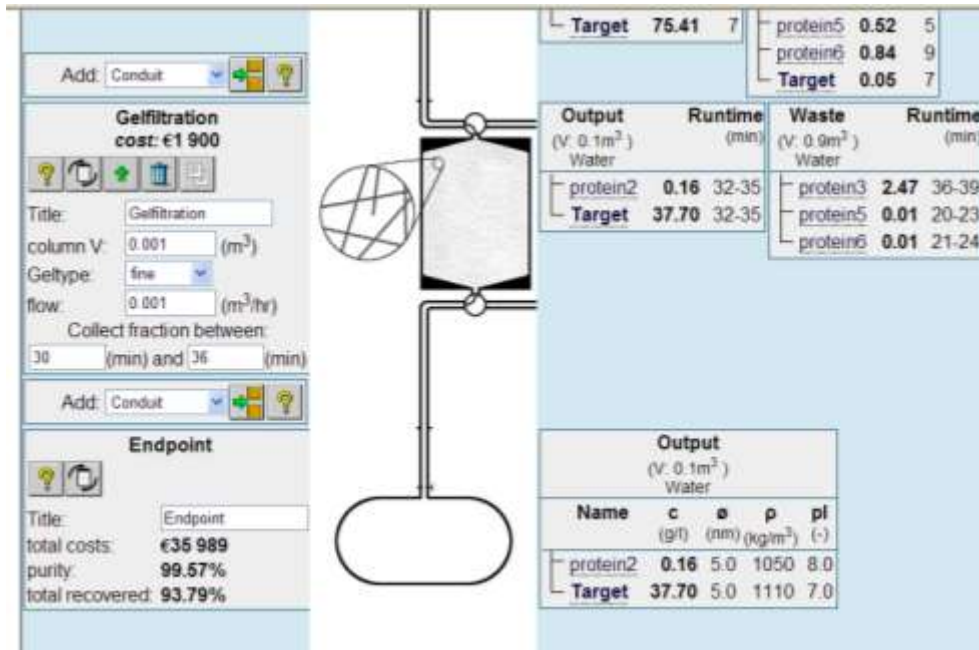 Target 75.41 7
protein5 0.52 5
protein6 0.84 9
Target 0.05 7
Add: Conduit
Gelfiltration
cost: €1 900
Title: Gelfiltration
column V: 0.001 (m³)
Geltype: fine
flow: 0.001 (m³/hr)
Collect fraction between:
30 (min) and 36 (min)
Output Runtime
(V: 0.1m³ ) (min)
Water
protein2 0.16 32-35
Target 37.70 32-35
Waste Runtime
(V: 0.9m³ ) (min)
Water
protein3 2.47 36-39
protein5 0.01 20-23
protein6 0.01 21-24
Add: Conduit
Endpoint
Title: Endpoint
total costs: €35 989
purity: 99.57%
total recovered: 93.79%
Output
(V: 0.1m³ )
Water
Name c ø ρ pI
(g/l) (nm) (kg/m³) (-)
protein2 0.16 5.0 1050 8.0
Target 37.70 5.0 1110 7.0